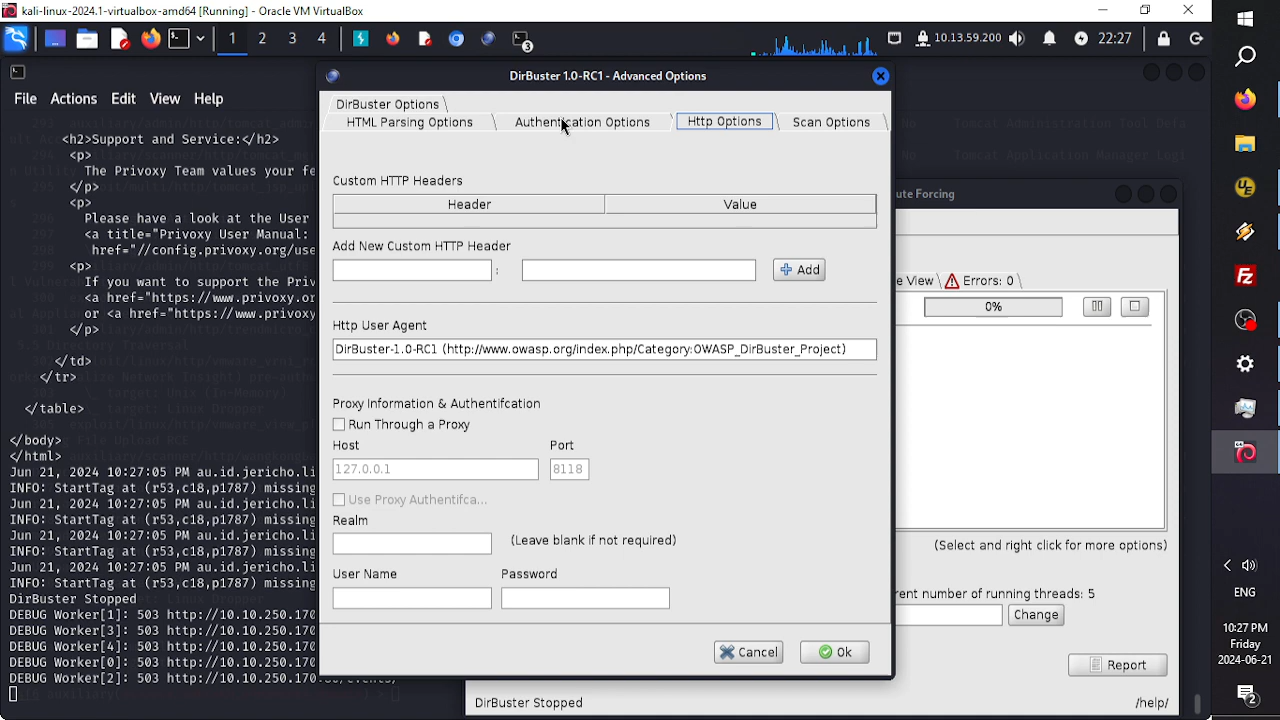 kali-linux-2024.1-virtualbox-amd64 [Running] - Oracle VM VirtualBox
1 2 3 4
3
10.13.59.200
22:27
DirBuster 1.0-RC1 - Advanced Options
File Actions Edit View Help
DirBuster Options
HTML Parsing Options
Authentication Options
Http Options
Scan Options
<h2>Support and Service:</h2>
<p>
The Privoxy Team values your fe
</p>
<p>
Please have a look at the User
<a title="Privoxy User Manual:
href="//config.privoxy.org/use
<p>
If you want to support the Priv
<a href="https://www.privoxy.or
or <a href="https://www.privoxy
</p>
</td>
</tr>
</table>
</body>
</html>
Jun 21, 2024 10:27:05 PM au.id.jericho.li
INFO: StartTag at (r53,c18,p1787) missing
Jun 21, 2024 10:27:05 PM au.id.jericho.li
INFO: StartTag at (r53,c18,p1787) missing
Jun 21, 2024 10:27:05 PM au.id.jericho.li
INFO: StartTag at (r53,c18,p1787) missing
Jun 21, 2024 10:27:05 PM au.id.jericho.li
INFO: StartTag at (r53,c18,p1787) missing
DirBuster Stopped
DEBUG Worker[1]: 503 http://10.10.250.170
DEBUG Worker[3]: 503 http://10.10.250.170
DEBUG Worker[4]: 503 http://10.10.250.170
DEBUG Worker[0]: 503 http://10.10.250.170
DEBUG Worker[2]: 503 http://10.10.250.170
Custom HTTP Headers
Header Value
Add New Custom HTTP Header
:
Add
Http User Agent
DirBuster-1.0-RC1 (http://www.owasp.org/index.php/Category:OWASP_DirBuster_Project)
Proxy Information & Authentifcation
Run Through a Proxy
Host Port
127.0.0.1 8118
Use Proxy Authentifca...
Realm
(Leave blank if not required)
User Name Password
Cancel Ok
ute Forcing
e View
Errors: 0
0%
(Select and right click for more options)
rent number of running threads: 5
Change
Report
DirBuster Stopped
/help/
ENG
10:27 PM
Friday
2024-06-21
2